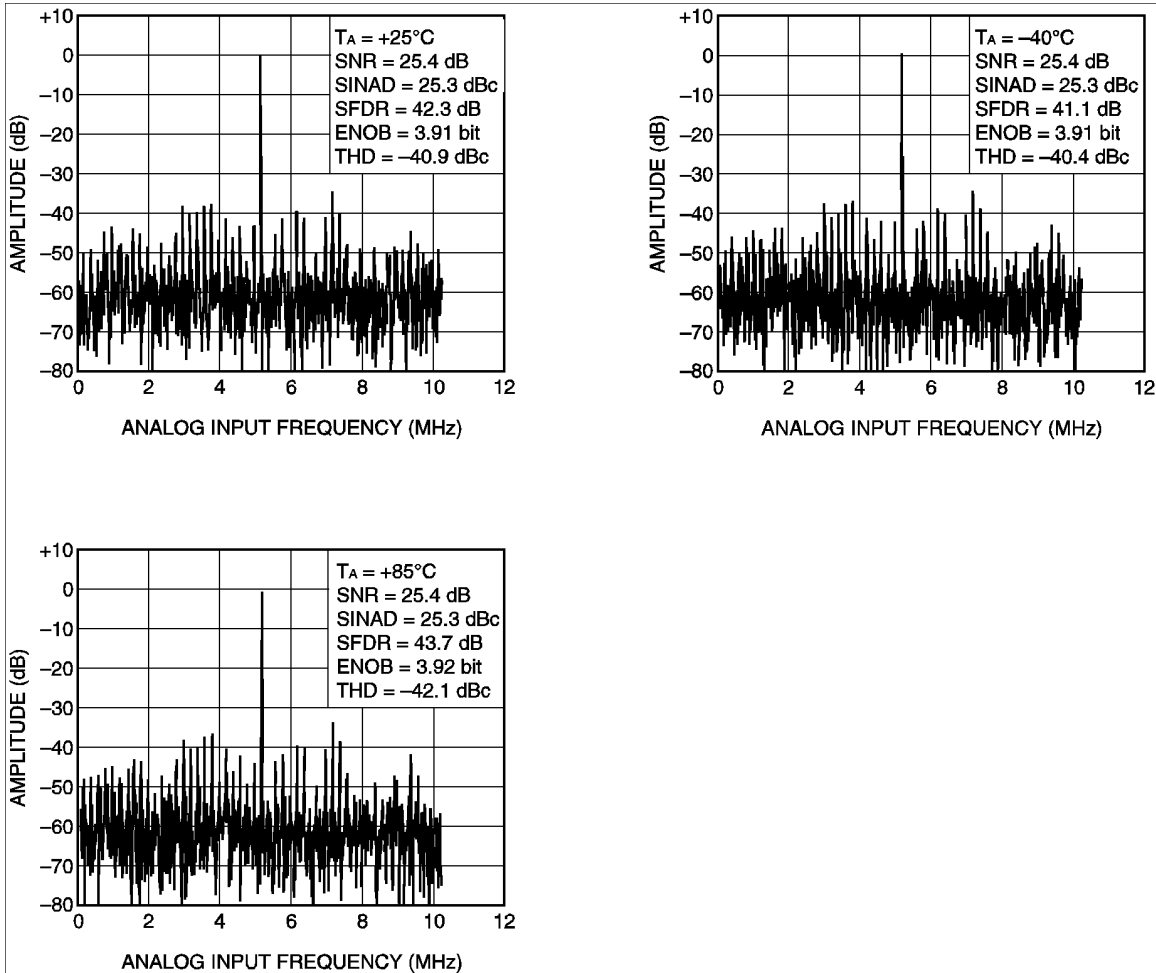 +10
0
–10
–20
–30
–40
–50
–60
–70
–80
AMPLITUDE (dB)
TA = +25°C
SNR = 25.4 dB
SINAD = 25.3 dBc
SFDR = 42.3 dB
ENOB = 3.91 bit
THD = –40.9 dBc
0 2 4 6 8 10 12
ANALOG INPUT FREQUENCY (MHz)
+10
0
–10
–20
–30
–40
–50
–60
–70
–80
AMPLITUDE (dB)
TA = –40°C
SNR = 25.4 dB
SINAD = 25.3 dBc
SFDR = 41.1 dB
ENOB = 3.91 bit
THD = –40.4 dBc
0 2 4 6 8 10 12
ANALOG INPUT FREQUENCY (MHz)
+10
0
–10
–20
–30
–40
–50
–60
–70
–80
AMPLITUDE (dB)
TA = +85°C
SNR = 25.4 dB
SINAD = 25.3 dBc
SFDR = 43.7 dB
ENOB = 3.92 bit
THD = –42.1 dBc
0 2 4 6 8 10 12
ANALOG INPUT FREQUENCY (MHz)